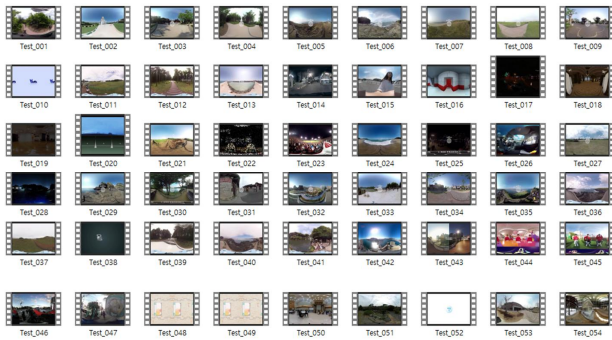 Test_001 Test_002 Test_003 Test_004 Test_005 Test_006 Test_007 Test_008 Test_009
Test_010 Test_011 Test_012 Test_013 Test_014 Test_015 Test_016 Test_017 Test_018
Test_019 Test_020 Test_021 Test_022 Test_023 Test_024 Test_025 Test_026 Test_027
Test_028 Test_029 Test_030 Test_031 Test_032 Test_033 Test_034 Test_035 Test_036
Test_037 Test_038 Test_039 Test_040 Test_041 Test_042 Test_043 Test_044 Test_045
Test_046 Test_047 Test_048 Test_049 Test_050 Test_051 Test_052 Test_053 Test_054